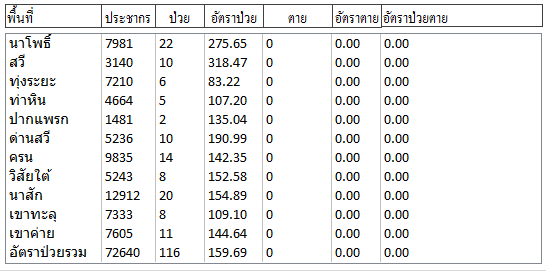 พื้นที่ ประชากร ป่วย อัตราป่วย ตาย อัตราตาย อัตราป่วยตาย
นาโพธิ์ 7981 22 275.65 0 0.00 0.00
สวี 3140 10 318.47 0 0.00 0.00
ทุ่งระยะ 7210 6 83.22 0 0.00 0.00
ท่าหิน 4664 5 107.20 0 0.00 0.00
ปากแพรก 1481 2 135.04 0 0.00 0.00
ด่านสวี 5236 10 190.99 0 0.00 0.00
ครน 9835 14 142.35 0 0.00 0.00
วิสัยใต้ 5243 8 152.58 0 0.00 0.00
นาสัก 12912 20 154.89 0 0.00 0.00
เขาทะลุ 7333 8 109.10 0 0.00 0.00
เขาค่าย 7605 11 144.64 0 0.00 0.00
อัตราป่วยรวม 72640 116 159.69 0 0.00 0.00